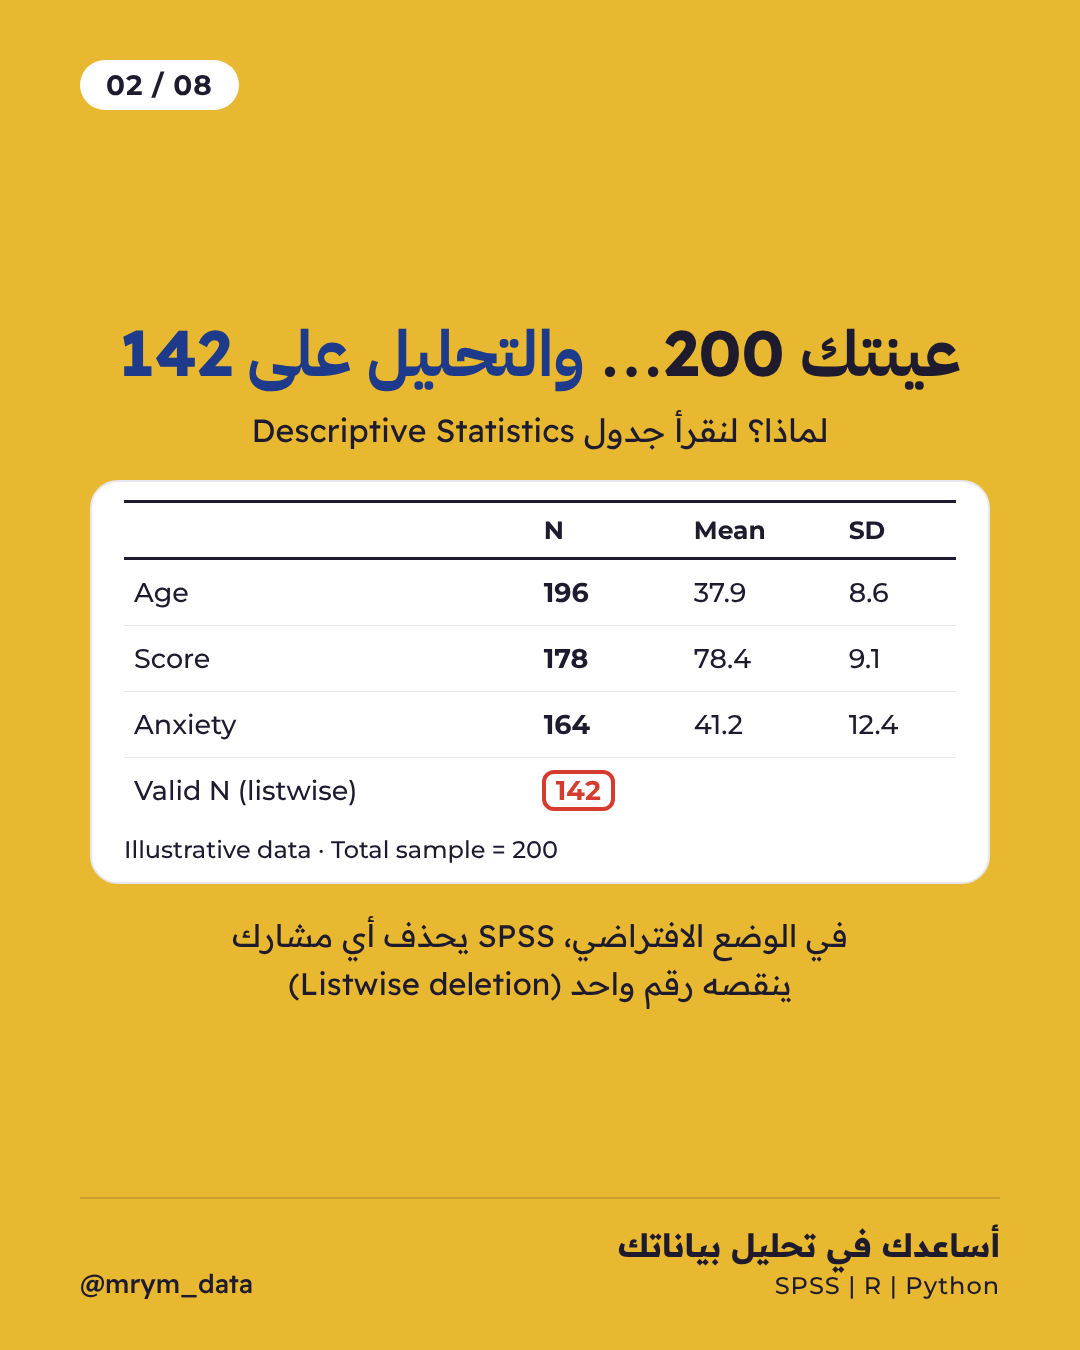 02 / 08
عينتك 200... والتحليل على 142
لماذا؟ لنقرأ جدول Descriptive Statistics
N Mean SD
Age 196 37.9 8.6
Score 178 78.4 9.1
Anxiety 164 41.2 12.4
Valid N (listwise) 142
Illustrative data · Total sample = 200
في الوضع الافتراضي، SPSS يحذف أي مشارك
ينقصه رقم واحد (Listwise deletion)
أساعدك في تحليل بياناتك
SPSS | R | Python
@mrym_data